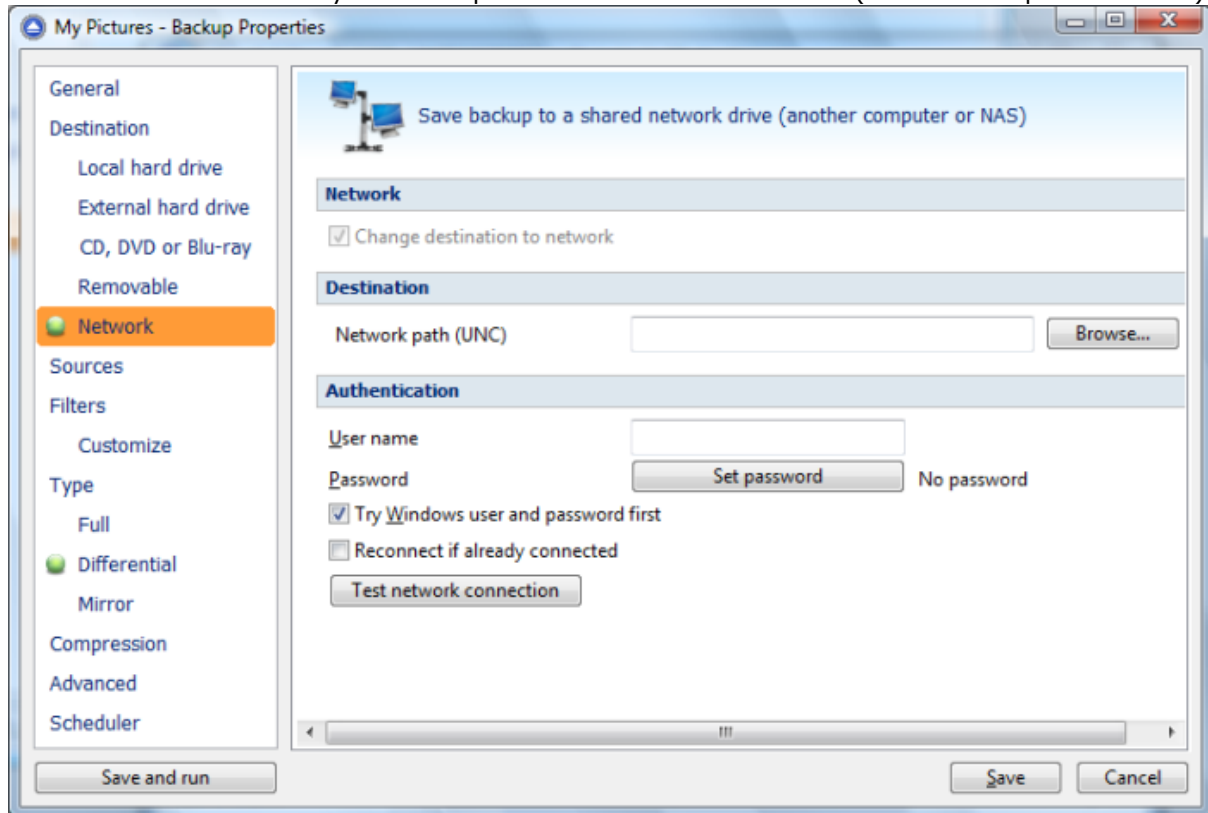 My Pictures - Backup Properties
General
Destination
Local hard drive
External hard drive
CD, DVD or Blu-ray
Removable
Network
Sources
Filters
Customize
Type
Full
Differential
Mirror
Compression
Advanced
Scheduler
Save backup to a shared network drive (another computer or NAS)
Network
Change destination to network
Destination
Network path (UNC) Browse...
Authentication
User name
Password Set password No password
Try Windows user and password first
Reconnect if already connected
Test network connection
Save and run Save Cancel